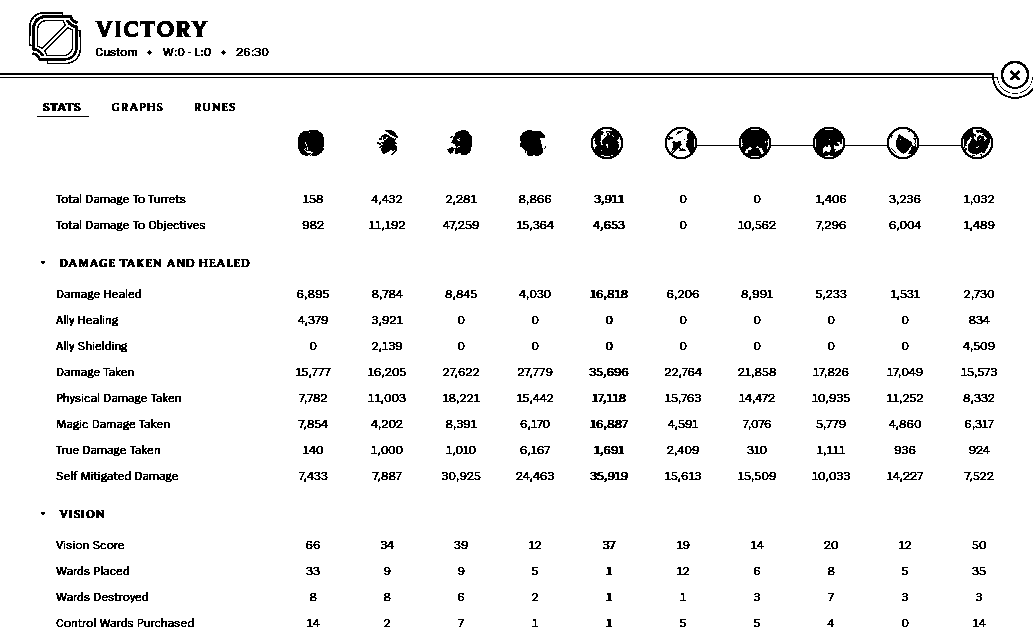 VICTORY
Custom • W:0 - L:0 • 26:30
STATS GRAPHS RUNES
Total Damage To Turrets 158 4,432 2,281 8,866 3,911 0 0 1,406 3,236 1,032
Total Damage To Objectives 982 11,192 47,259 15,364 4,653 0 10,562 7,296 6,004 1,489
DAMAGE TAKEN AND HEALED
Damage Healed 6,895 8,784 8,845 4,030 16,818 6,206 8,991 5,233 1,531 2,730
Ally Healing 4,379 3,921 0 0 0 0 0 0 0 834
Ally Shielding 0 2,139 0 0 0 0 0 0 0 4,509
Damage Taken 15,777 16,205 27,622 27,779 35,696 22,764 21,858 17,826 17,049 15,573
Physical Damage Taken 7,782 11,003 18,221 15,442 17,118 15,763 14,472 10,935 11,252 8,332
Magic Damage Taken 7,854 4,202 8,391 6,170 16,887 4,591 7,076 5,779 4,860 6,317
True Damage Taken 140 1,000 1,010 6,167 1,691 2,409 310 1,111 936 924
Self Mitigated Damage 7,433 7,887 30,925 24,463 35,919 15,613 15,509 10,033 14,227 7,522
VISION
Vision Score 66 34 39 12 37 19 14 20 12 50
Wards Placed 33 9 9 5 1 12 6 8 5 35
Wards Destroyed 8 8 6 2 1 1 3 7 3 3
Control Wards Purchased 14 2 7 1 1 5 5 4 0 14